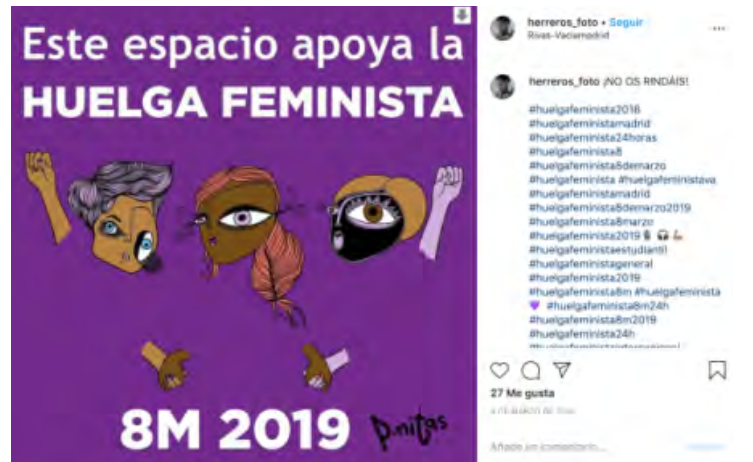 Este espacio apoya la
HUELGA FEMINISTA
8M 2019
D.nitas
herreros_foto • Seguir
Rivas-Vaciamadrid
herreros_foto ¡NO OS RINDÁIS!
#huelgafeminista2018
#huelgafeministamadrid
#huelgafeminista24horas
#huelgafeminista8
#huelgafeminista8demarzo
#huelgafeminista #huelgafeministava
#huelgafeministamadrid
#huelgafeminista8demarzo2019
#huelgafeminista8marzo
#huelgafeminista2019
#huelgafeministaestudiantil
#huelgafeministageneral
#huelgafeminista2019
#huelgafeminista8m #huelgafeminista
#huelgafeminista8m24h
#huelgafeminista8m2019
#huelgafeminista24h
27 Me gusta
Añade un comentario...